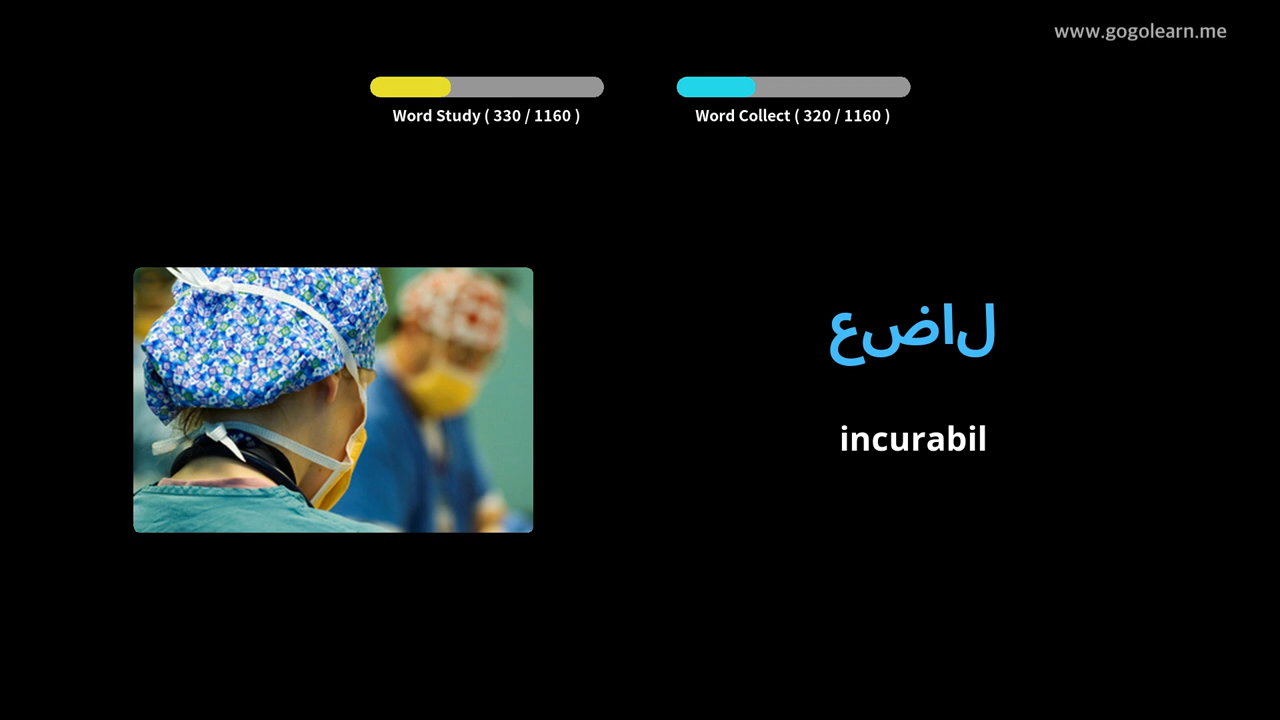 www.gogolearn.me
Word Study ( 330 / 1160 )
Word Collect ( 320 / 1160 )
عضال
incurabil